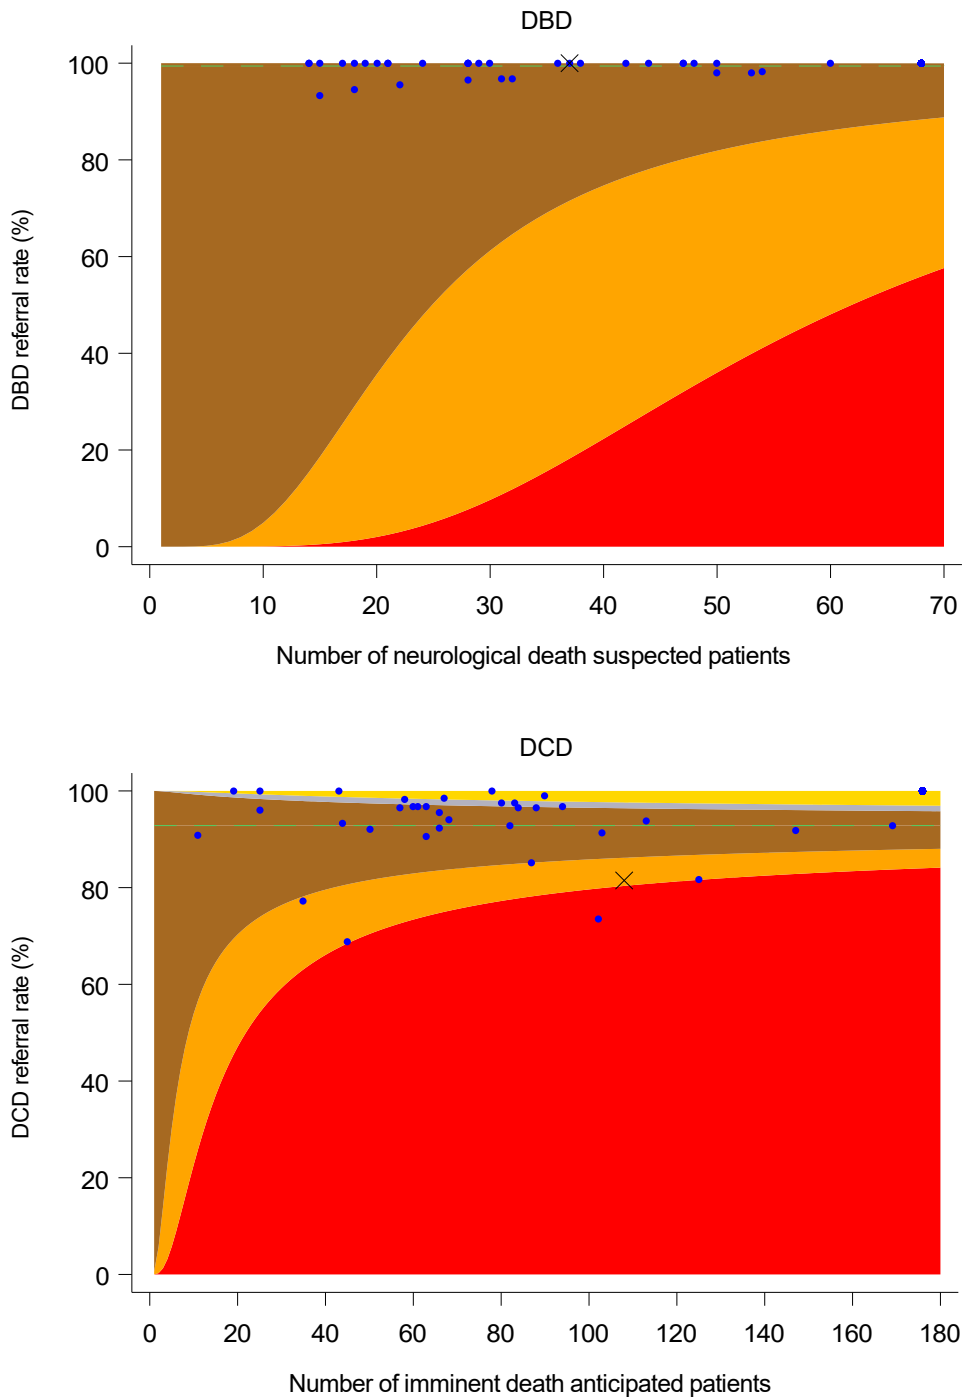 DBD
100
80
60
40
20
0
DBD referral rate (%)
0 10 20 30 40 50 60 70
Number of neurological death suspected patients
DCD
100
80
60
40
20
0
DCD referral rate (%)
0 20 40 60 80 100 120 140 160 180
Number of imminent death anticipated patients